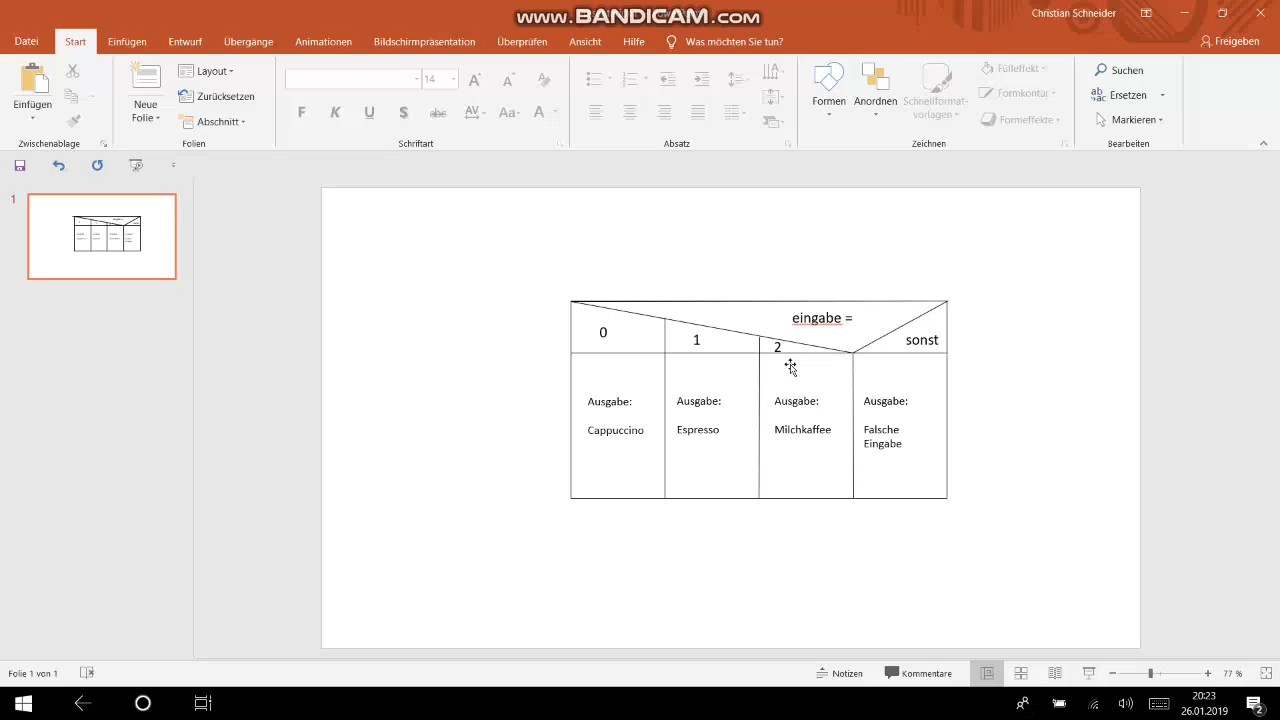 www.BANDICAM.com
Christian Schneider
Datei Start Einfügen Entwurf Übergänge Animationen Bildschirmpräsentation Überprüfen Ansicht Hilfe Was möchten Sie tun? Freigeben
Einfügen
Zwischenablage
Neue
Folie
Layout
Zurücksetzen
Abschnitt
Folien
14
F K U S abc AV Aa A
Schriftart
Absatz
Formen
Anordnen
Schnellformat-
vorlagen
Fülleffekt
Formkontur
Formeffekte
Zeichnen
Suchen
Ersetzen
Markieren
Bearbeiten
1
eingabe =
0
1
2
sonst
Ausgabe:
Cappuccino
Ausgabe:
Espresso
Ausgabe:
Milchkaffee
Ausgabe:
Falsche
Eingabe
Folie 1 von 1
Notizen
Kommentare
77 %
20:23
26.01.2019
2